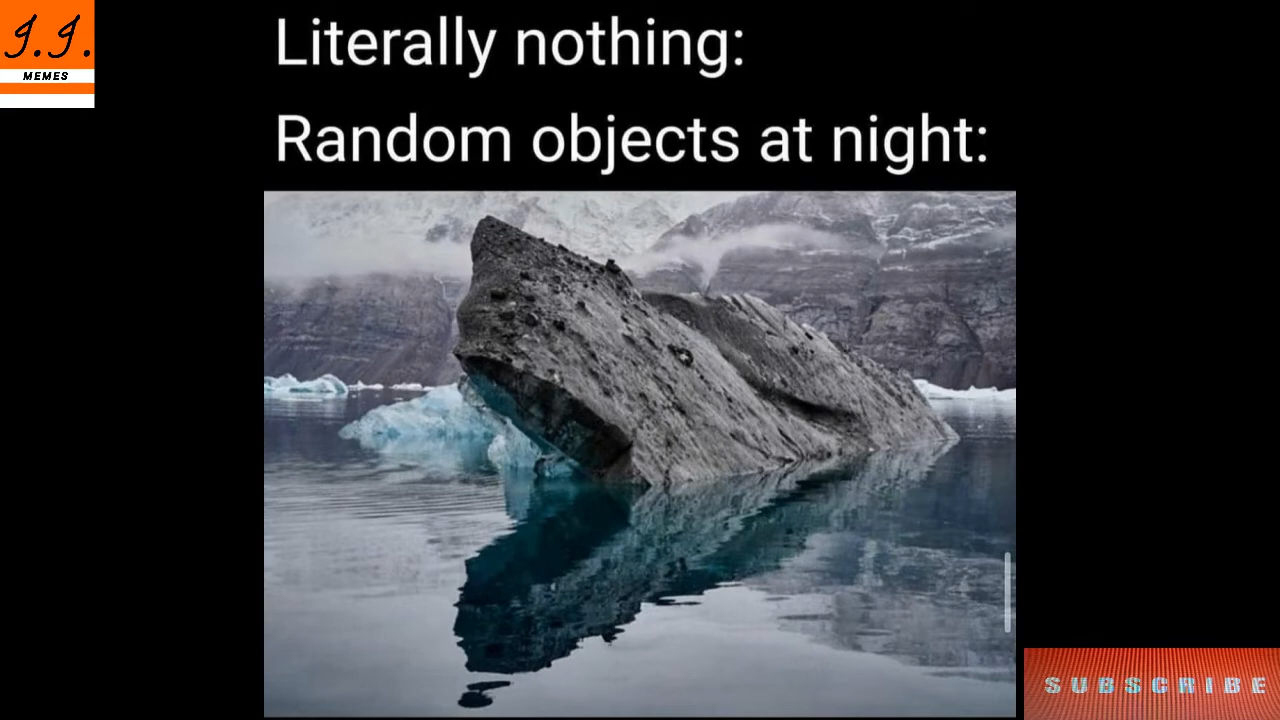 J.J.
MEMES
Literally nothing:
Random objects at night:
SUBSCRIBE